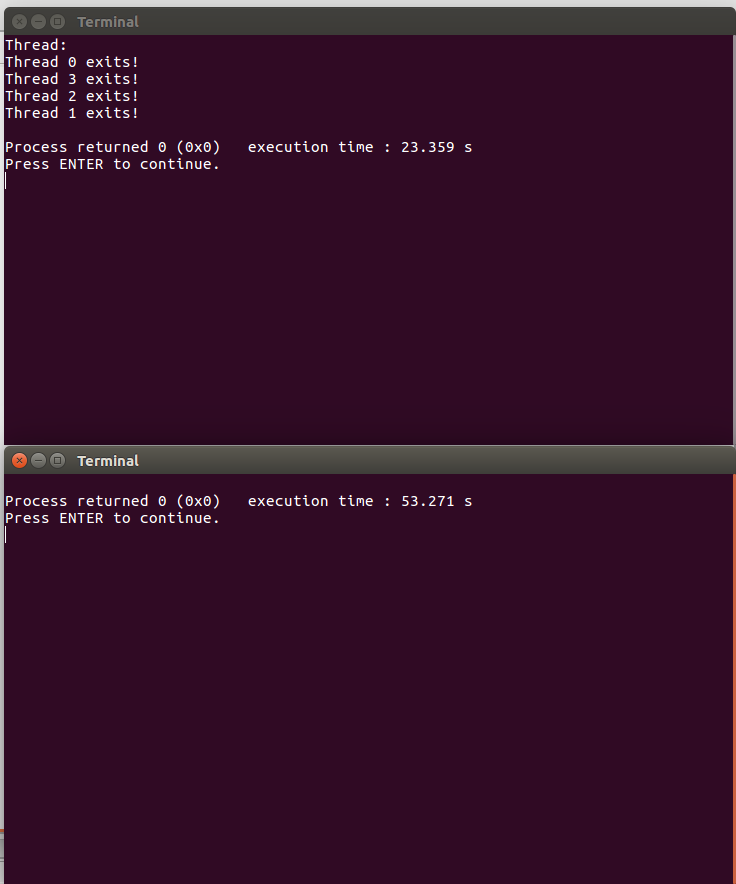 Terminal
Thread:
Thread 0 exits!
Thread 3 exits!
Thread 2 exits!
Thread 1 exits!
Process returned 0 (0x0)   execution time : 23.359 s
Press ENTER to continue.
Terminal
Process returned 0 (0x0)   execution time : 53.271 s
Press ENTER to continue.